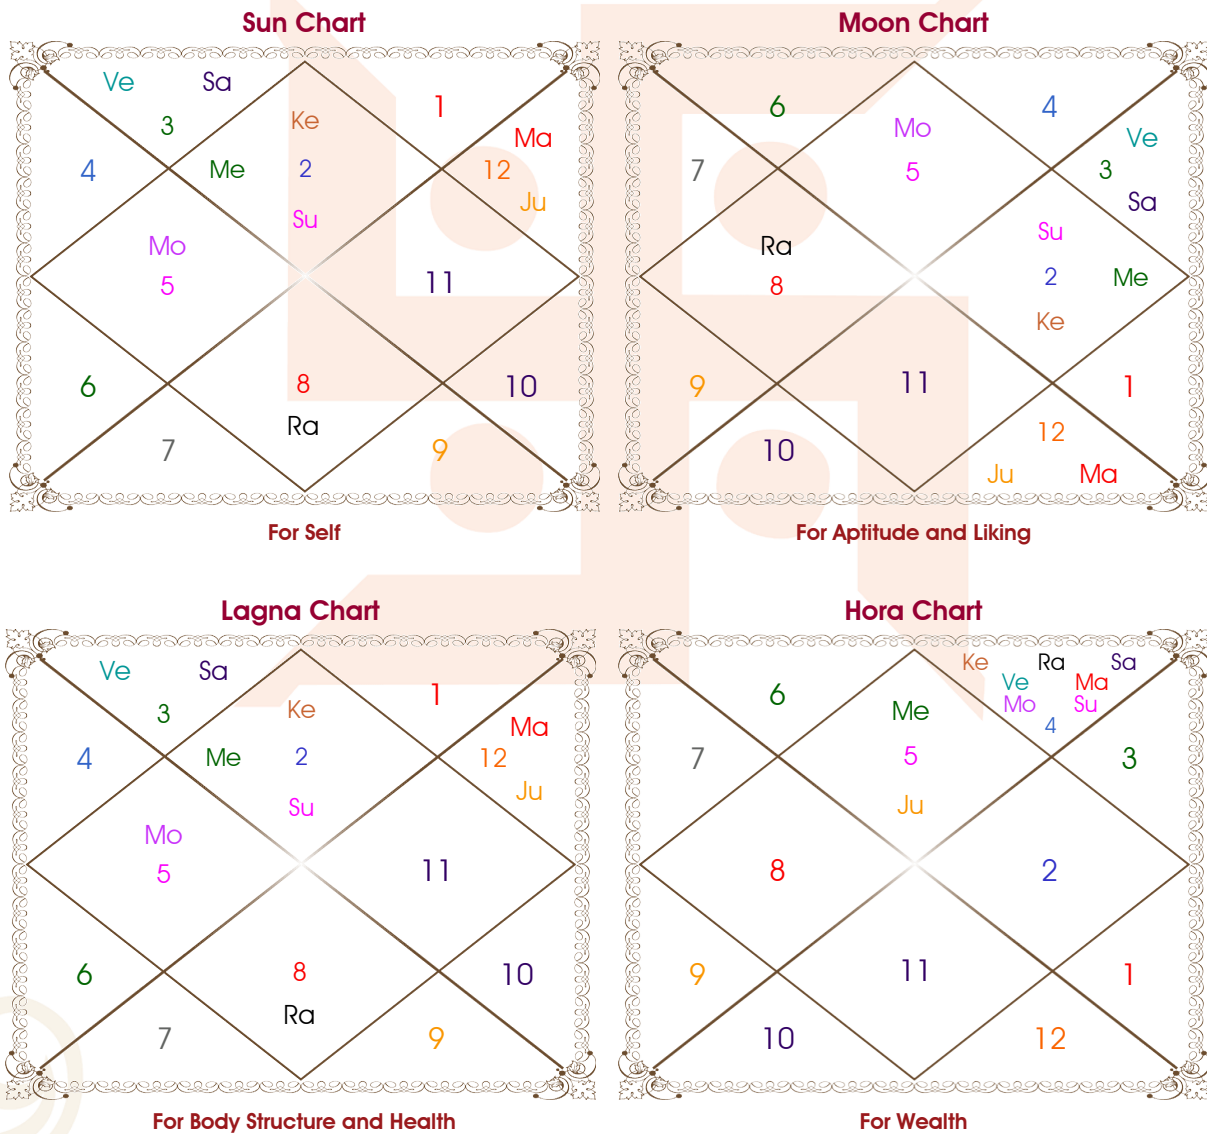 Sun Chart
Ve Sa
1
Ke
3
Ma
4
Me
2
12
Ju
Su
Mo
5
11
6
8
10
Ra
7
9
For Self
Moon Chart
6
4
Mo
Ve
7
5
3
Sa
Ra
Su
8
2
Me
Ke
9
11
1
12
10
Ju
Ma
For Aptitude and Liking
Lagna Chart
Ve Sa
1
Ke
3
Ma
4
Me
2
12
Ju
Su
Mo
5
11
6
8
10
Ra
7
9
For Body Structure and Health
Hora Chart
Ke Ra Sa
Ve Ma
Mo Su
6
Me
4
7
5
3
Ju
8
2
9
11
1
10
12
For Wealth